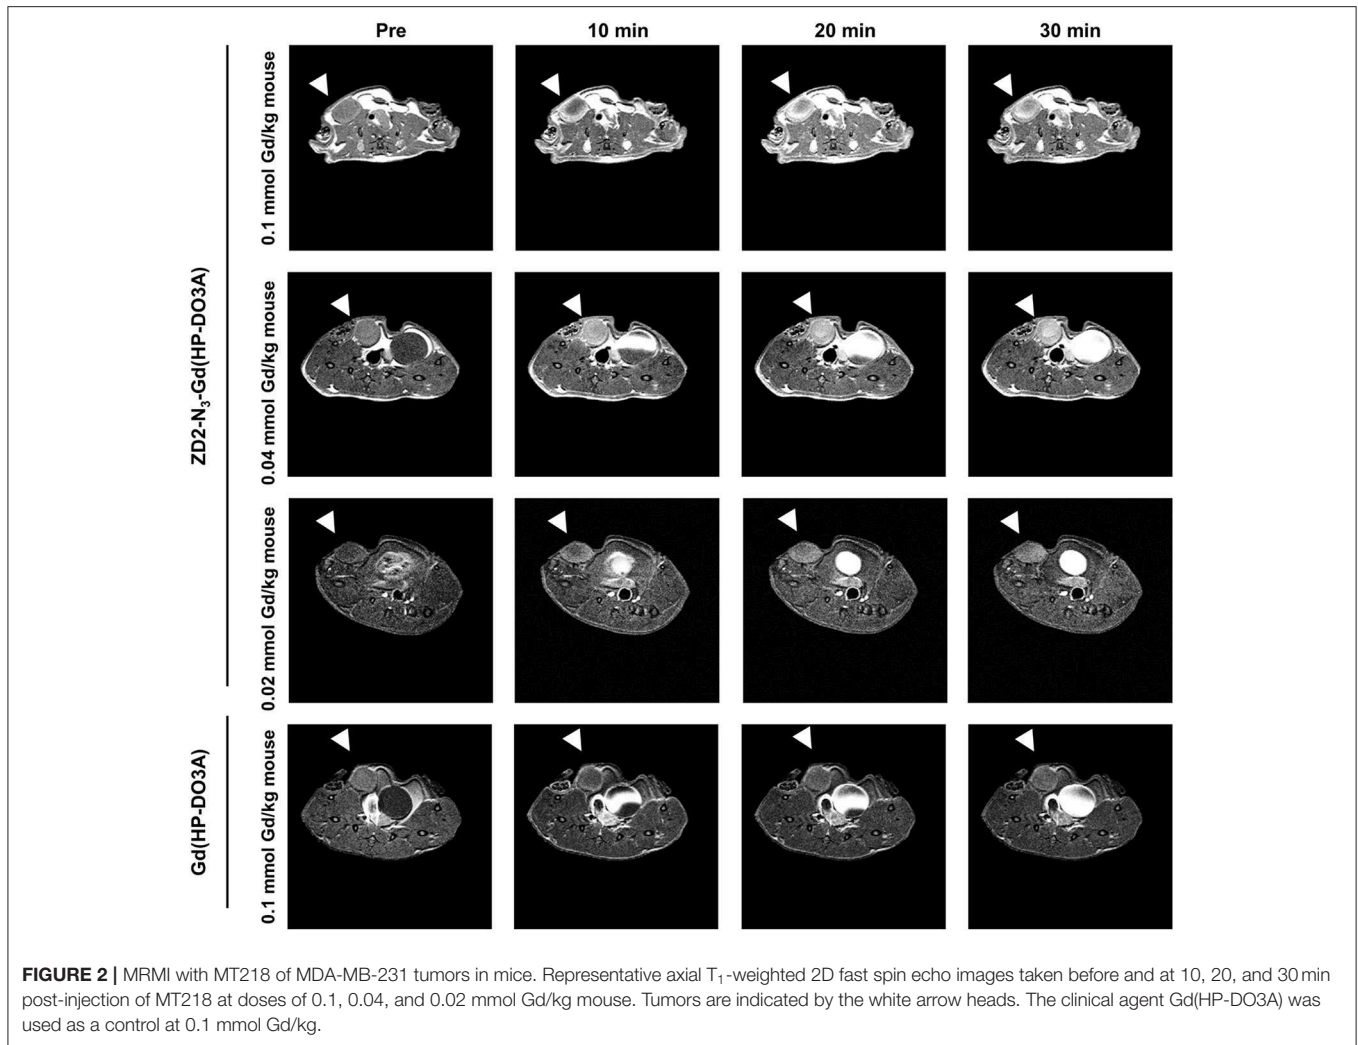 Pre
10 min
20 min
30 min
ZD2-N₃-Gd(HP-DO3A)
0.1 mmol Gd/kg mouse
0.04 mmol Gd/kg mouse
0.02 mmol Gd/kg mouse
Gd(HP-DO3A)
0.1 mmol Gd/kg mouse
FIGURE 2 | MRMI with MT218 of MDA-MB-231 tumors in mice. Representative axial T₁-weighted 2D fast spin echo images taken before and at 10, 20, and 30 min
post-injection of MT218 at doses of 0.1, 0.04, and 0.02 mmol Gd/kg mouse. Tumors are indicated by the white arrow heads. The clinical agent Gd(HP-DO3A) was
used as a control at 0.1 mmol Gd/kg.